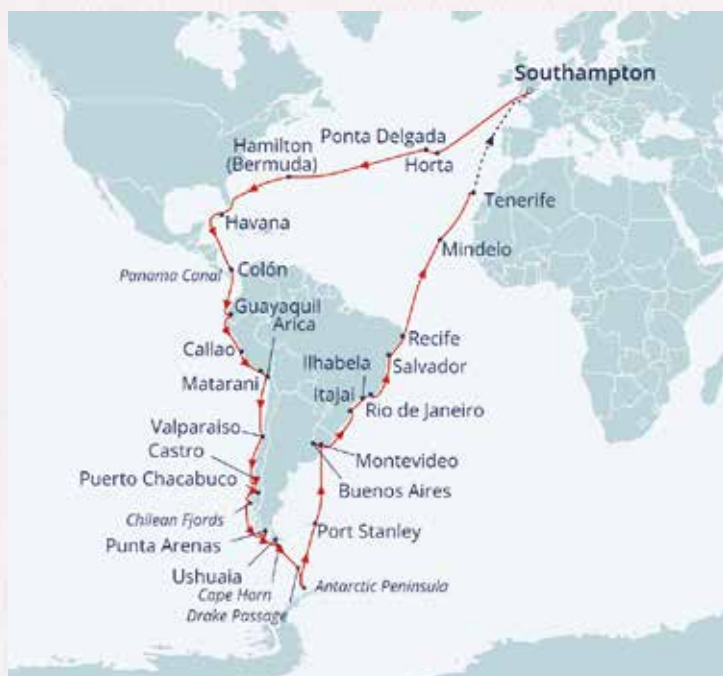 Southampton
Ponta Delgada
Hamilton
(Bermuda)
Horta
Tenerife
Havana
Mindelo
Panama Canal
Colón
Guayaquil
Arica
Callao
Recife
Ilhabela
Salvador
Matarani
Itajai
Rio de Janeiro
Valparaiso
Castro
Montevideo
Puerto Chacabuco
Buenos Aires
Chilean Fjords
Port Stanley
Punta Arenas
Ushuaia
Antarctic Peninsula
Cape Horn
Drake Passage